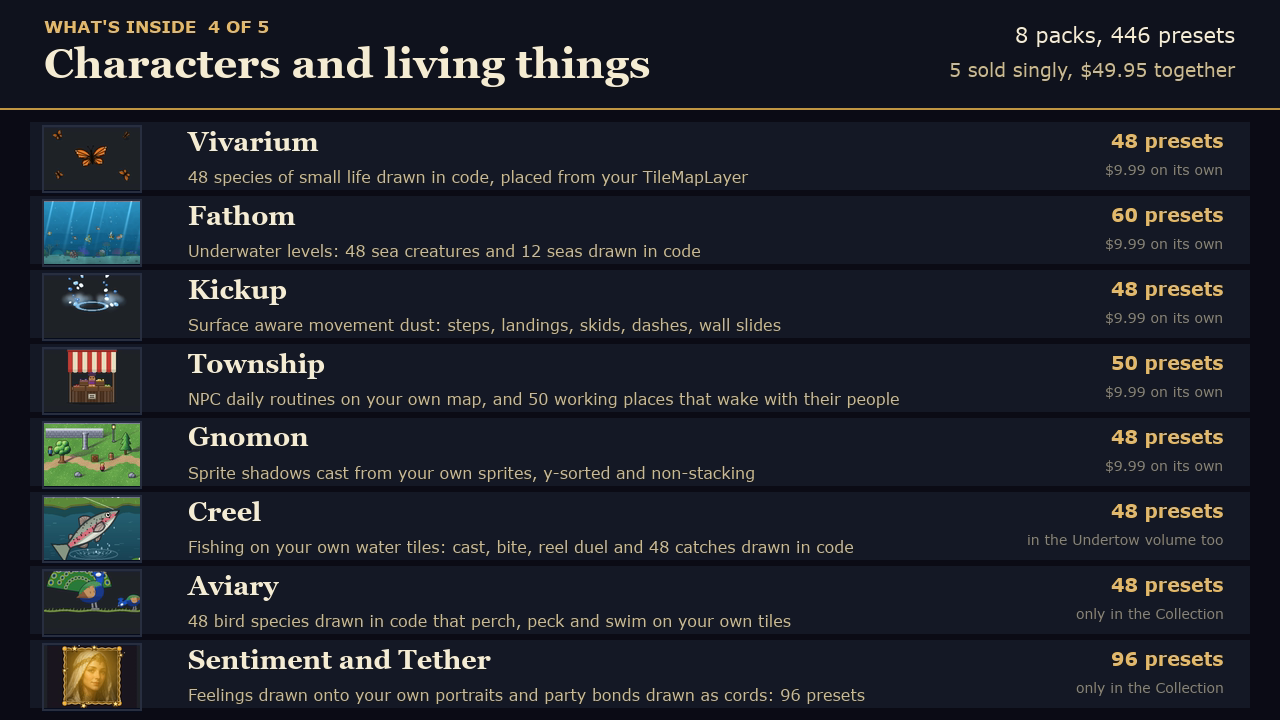 WHAT'S INSIDE 4 OF 5
Characters and living things
8 packs, 446 presets
5 sold singly, $49.95 together
Vivarium
48 species of small life drawn in code, placed from your TileMapLayer
48 presets
$9.99 on its own
Fathom
Underwater levels: 48 sea creatures and 12 seas drawn in code
60 presets
$9.99 on its own
Kickup
Surface aware movement dust: steps, landings, skids, dashes, wall slides
48 presets
$9.99 on its own
Township
NPC daily routines on your own map, and 50 working places that wake with their people
50 presets
$9.99 on its own
Gnomon
Sprite shadows cast from your own sprites, y-sorted and non-stacking
48 presets
$9.99 on its own
Creel
Fishing on your own water tiles: cast, bite, reel duel and 48 catches drawn in code
48 presets
in the Undertow volume too
Aviary
48 bird species drawn in code that perch, peck and swim on your own tiles
48 presets
only in the Collection
Sentiment and Tether
Feelings drawn onto your own portraits and party bonds drawn as cords: 96 presets
96 presets
only in the Collection